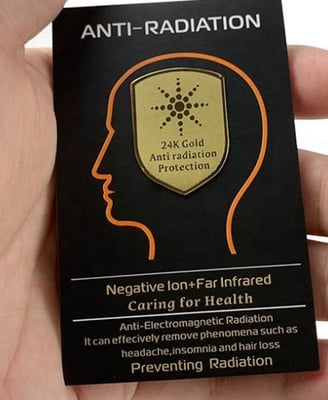 ANTI-RADIATION
24K Gold
Anti radiation
Protection
Negative Ion+Far Infrared
Caring for Health
Anti-Electromagnetic Radiation
It can effecively remove phenomena such as
headache,insomnia and hair loss
Preventing Radiation